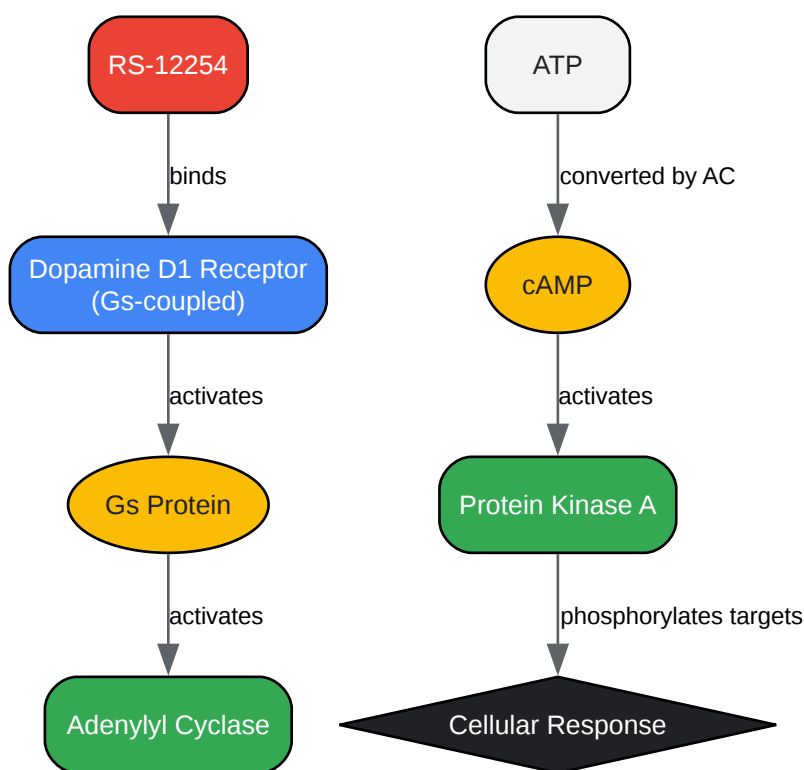 RS-12254
binds
Dopamine D1 Receptor
(Gs-coupled)
activates
Gs Protein
activates
Adenylyl Cyclase
ATP
converted by AC
cAMP
activates
Protein Kinase A
phosphorylates targets
Cellular Response